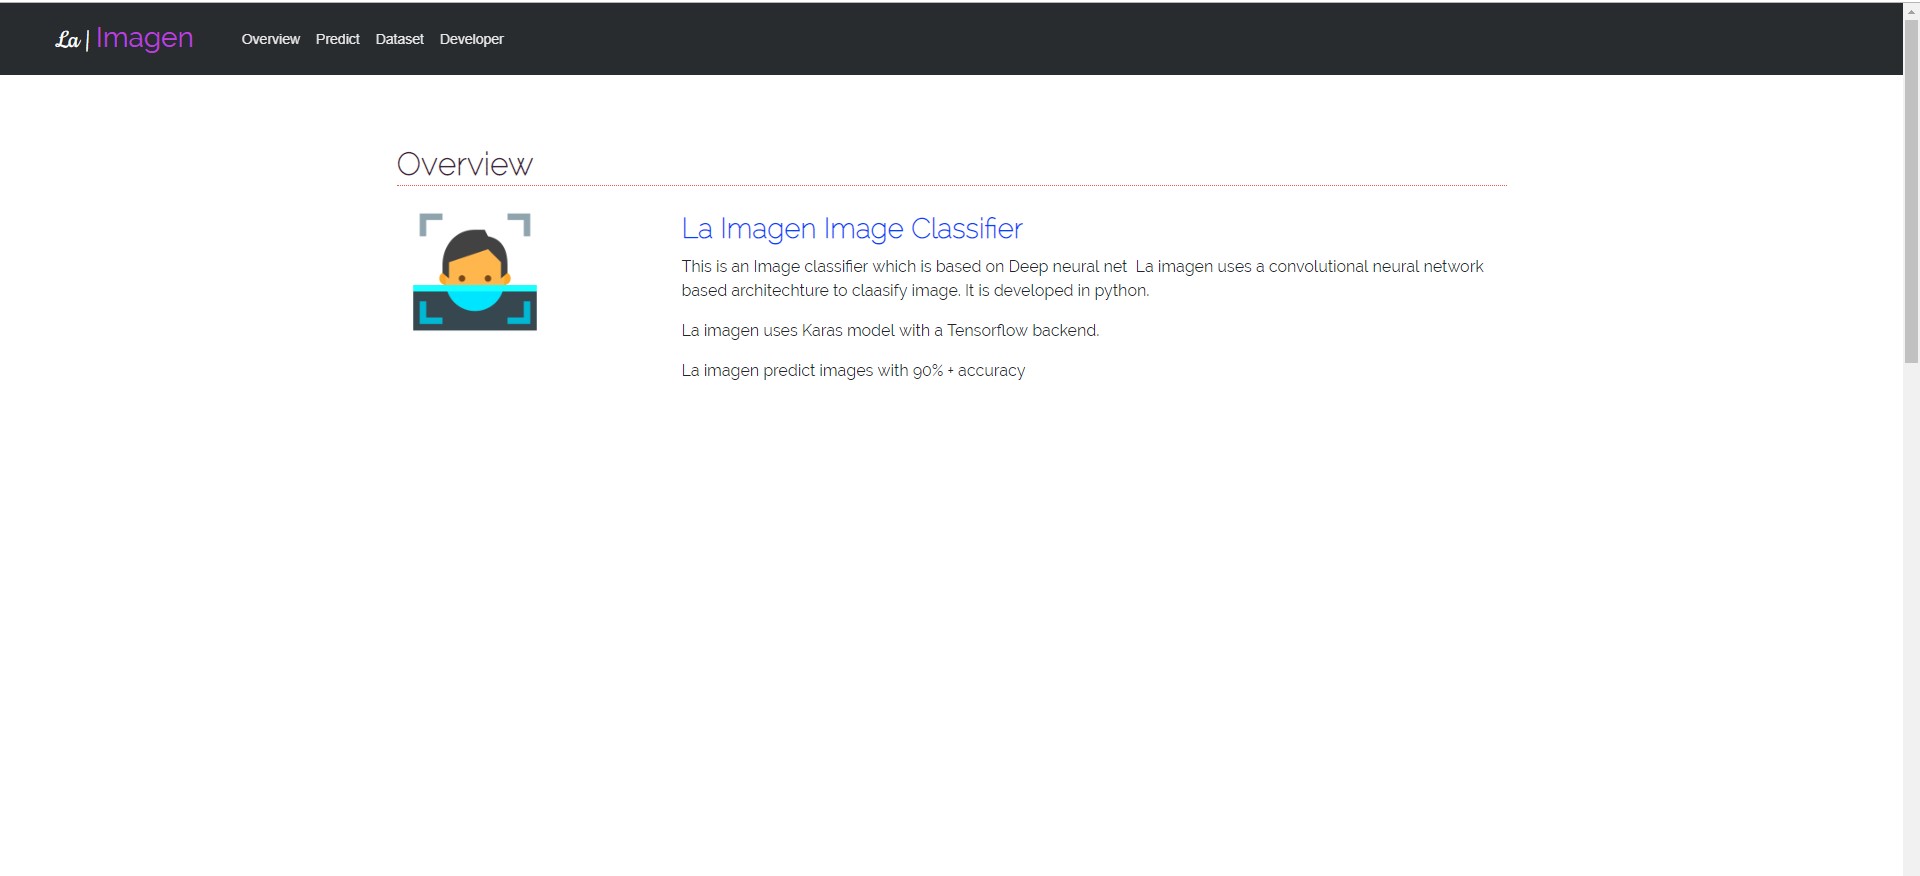 La | Imagen Overview Predict Dataset Developer
Overview
La Imagen Image Classifier
This is an Image classifier which is based on Deep neural net  La imagen uses a convolutional neural network
based architechture to claasify image. It is developed in python.
La imagen uses Karas model with a Tensorflow backend.
La imagen predict images with 90% + accuracy